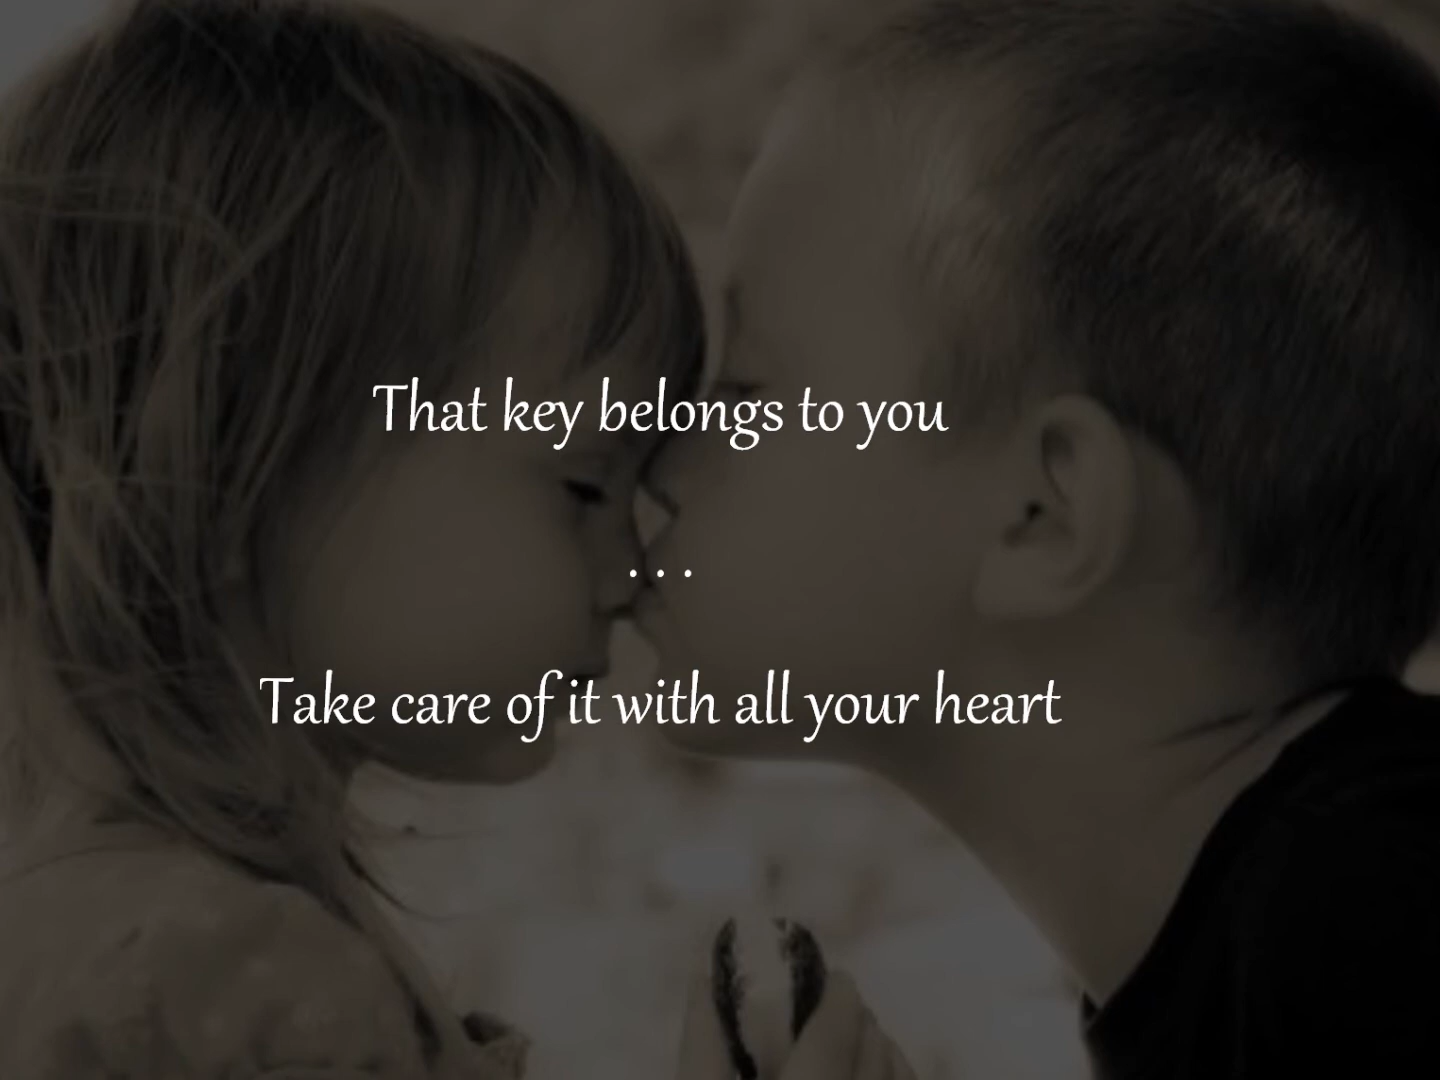 That key belongs to you
. . .
Take care of it with all your heart